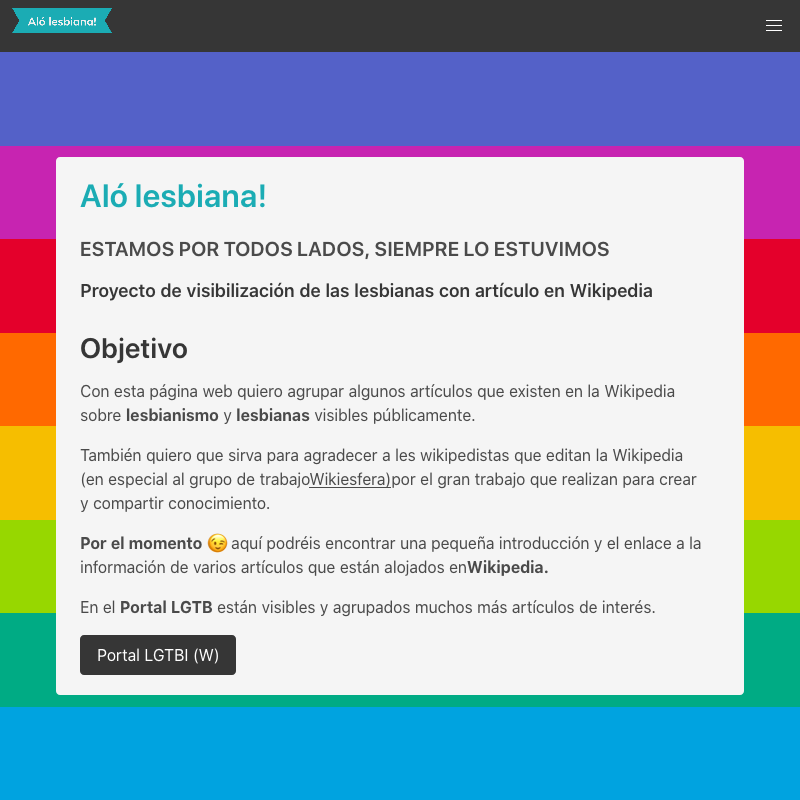 Aló lesbiana!
Aló lesbiana!
ESTAMOS POR TODOS LADOS, SIEMPRE LO ESTUVIMOS
Proyecto de visibilización de las lesbianas con artículo en Wikipedia
Objetivo
Con esta página web quiero agrupar algunos artículos que existen en la Wikipedia
sobre lesbianismo y lesbianas visibles públicamente.
También quiero que sirva para agradecer a les wikipedistas que editan la Wikipedia
(en especial al grupo de trabajoWikiesfera)por el gran trabajo que realizan para crear
y compartir conocimiento.
Por el momento 😉 aquí podréis encontrar una pequeña introducción y el enlace a la
información de varios artículos que están alojados enWikipedia.
En el Portal LGTB están visibles y agrupados muchos más artículos de interés.
Portal LGTBI (W)